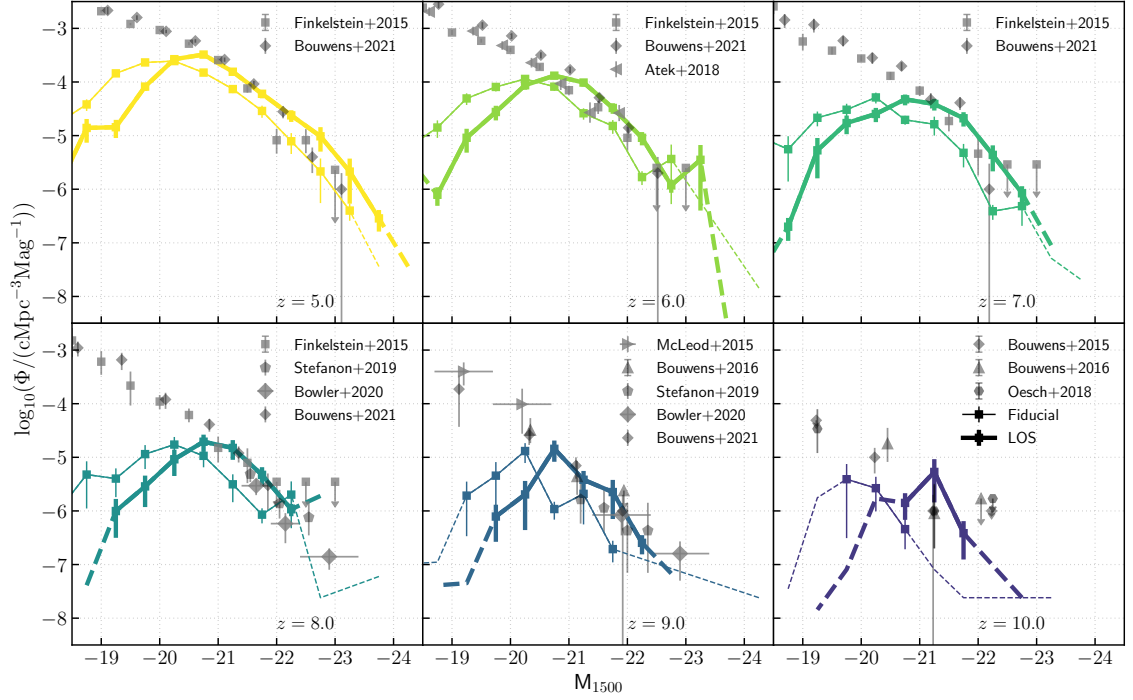 Finkelstein+2015
Bouwens+2021
z = 5.0
Finkelstein+2015
Bouwens+2021
Atek+2018
z = 6.0
Finkelstein+2015
Bouwens+2021
z = 7.0
−3
−4
−5
−6
−7
−8
Finkelstein+2015
Stefanon+2019
Bowler+2020
Bouwens+2021
z = 8.0
McLeod+2015
Bouwens+2016
Stefanon+2019
Bowler+2020
Bouwens+2021
z = 9.0
Bouwens+2015
Bouwens+2016
Oesch+2018
Fiducial
LOS
z = 10.0
−3
−4
−5
−6
−7
−8
log₁₀(Φ/(cMpc⁻³Mag⁻¹))
−19 −20 −21 −22 −23 −24
−19 −20 −21 −22 −23 −24
−19 −20 −21 −22 −23 −24
M₁₅₀₀